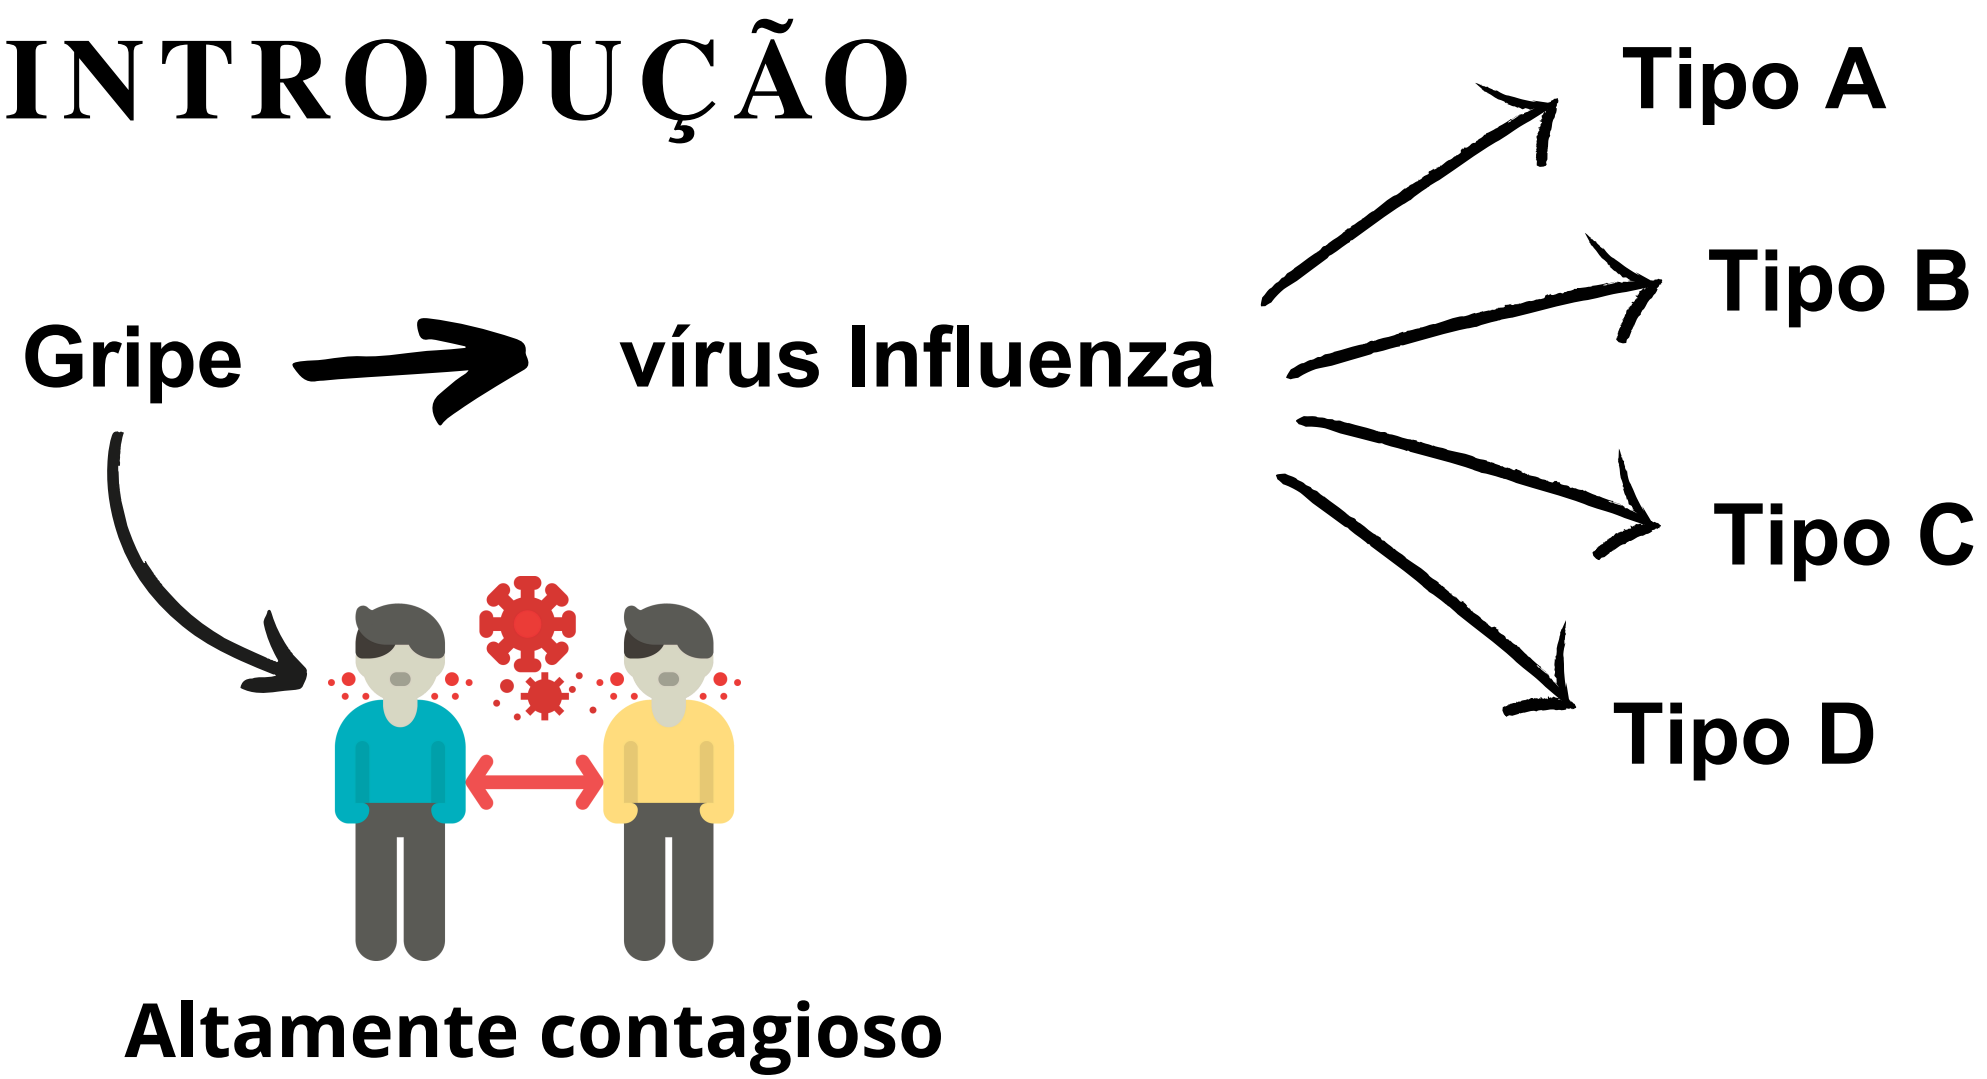 INTRODUÇÃO
Gripe
vírus Influenza
Tipo A
Tipo B
Tipo C
Tipo D
Altamente contagioso